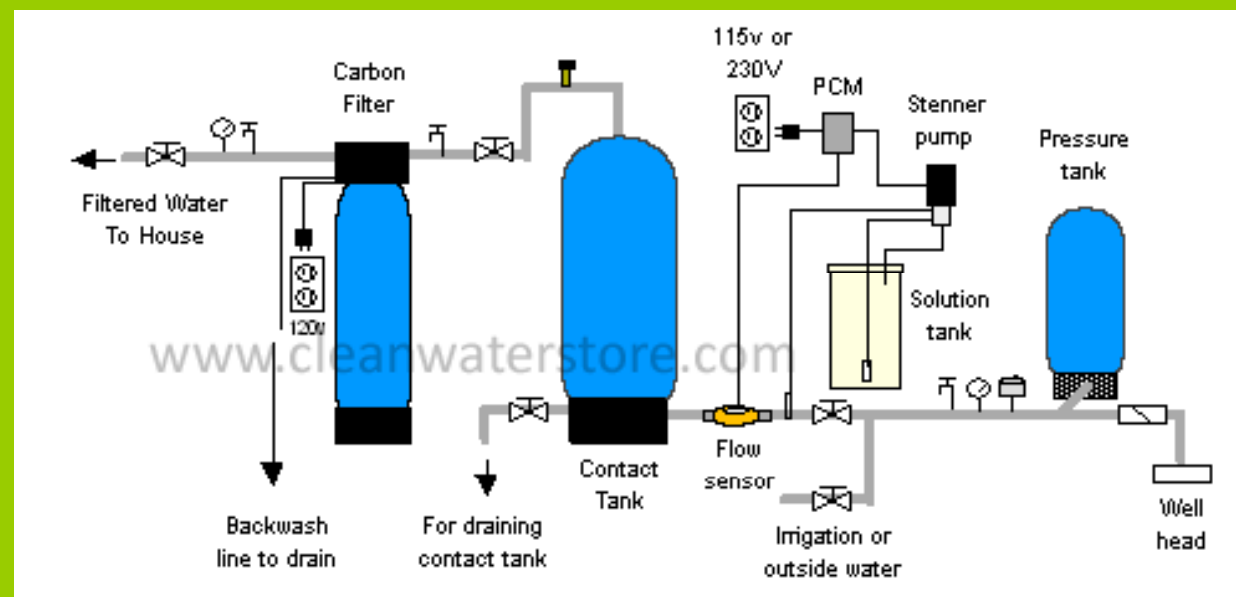 115v or
230V
PCM
Carbon
Filter
Stenner
pump
Pressure
tank
Filtered Water
To House
120v
Solution
tank
www.cleanwaterstore.com
Flow
sensor
Contact
Tank
Well
head
Backwash
line to drain
For draining
contact tank
Irrigation or
outside water